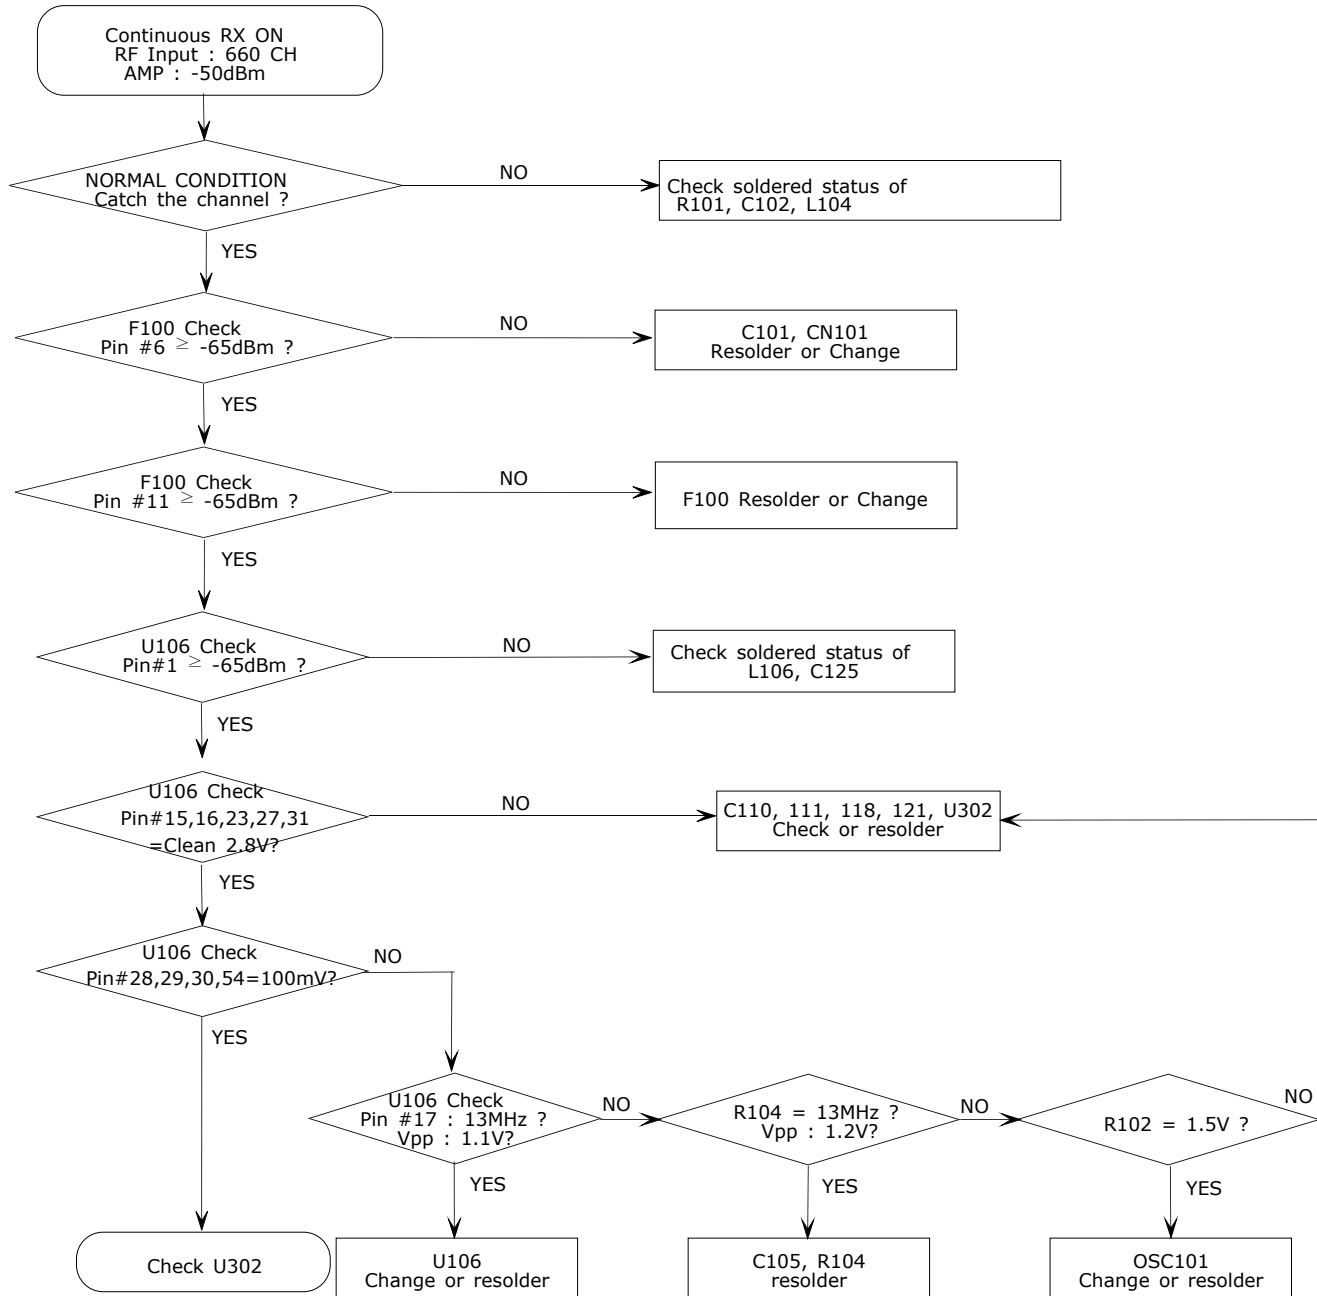 Continuous RX ON
RF Input : 660 CH
AMP : -50dBm
NORMAL CONDITION
Catch the channel ?
NO
Check soldered status of
R101, C102, L104
YES
F100 Check
Pin #6 ≥ -65dBm ?
NO
C101, CN101
Resolder or Change
YES
F100 Check
Pin #11 ≥ -65dBm ?
NO
F100 Resolder or Change
YES
U106 Check
Pin#1 ≥ -65dBm ?
NO
Check soldered status of
L106, C125
YES
U106 Check
Pin#15,16,23,27,31
=Clean 2.8V?
NO
C110, 111, 118, 121, U302
Check or resolder
YES
U106 Check
Pin#28,29,30,54=100mV?
NO
YES
U106 Check
Pin #17 : 13MHz ?
Vpp : 1.1V?
NO
R104 = 13MHz ?
Vpp : 1.2V?
NO
R102 = 1.5V ?
NO
YES
YES
YES
Check U302
U106
Change or resolder
C105, R104
resolder
OSC101
Change or resolder